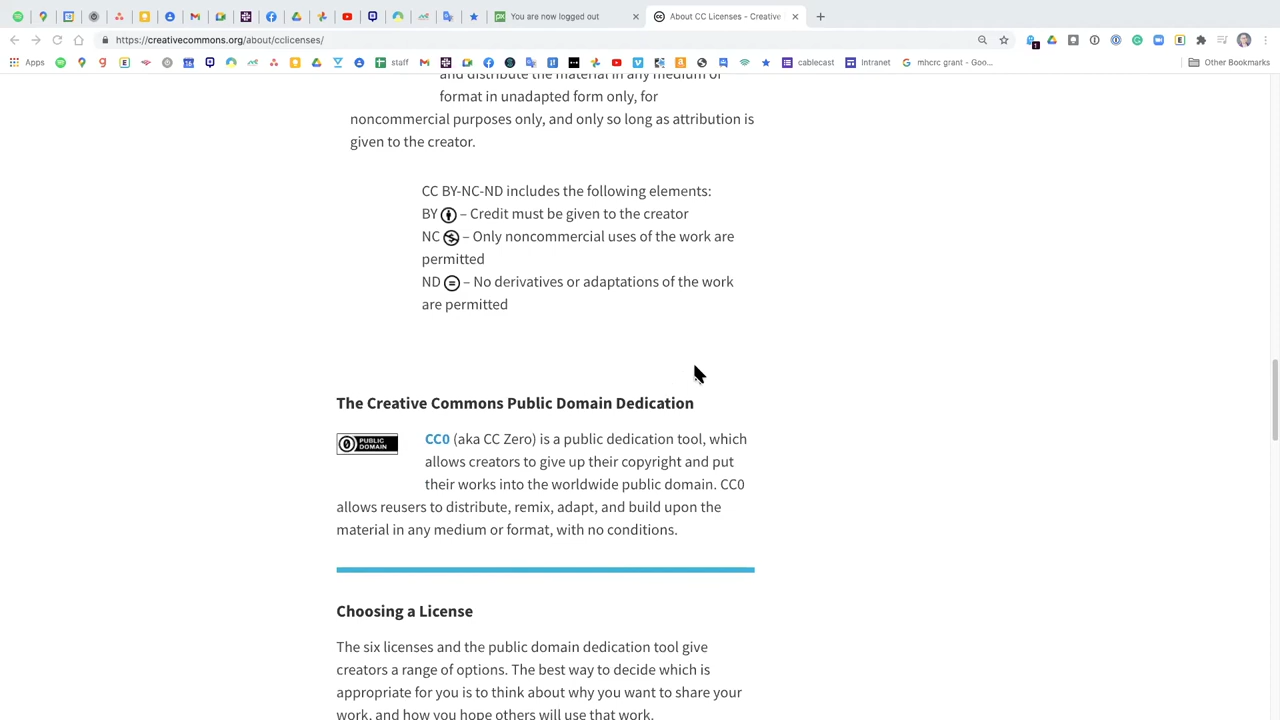 You are now logged out
About CC Licenses - Creative
https://creativecommons.org/about/cclicenses/
Apps
staff
cablecast
Intranet
mhcrc grant - Goo...
Other Bookmarks
and distribute the material in any medium or
format in unadapted form only, for
noncommercial purposes only, and only so long as attribution is
given to the creator.
CC BY-NC-ND includes the following elements:
BY – Credit must be given to the creator
NC – Only noncommercial uses of the work are
permitted
ND – No derivatives or adaptations of the work
are permitted
The Creative Commons Public Domain Dedication
PUBLIC
DOMAIN
CC0 (aka CC Zero) is a public dedication tool, which
allows creators to give up their copyright and put
their works into the worldwide public domain. CC0
allows reusers to distribute, remix, adapt, and build upon the
material in any medium or format, with no conditions.
Choosing a License
The six licenses and the public domain dedication tool give
creators a range of options. The best way to decide which is
appropriate for you is to think about why you want to share your
work, and how you hope others will use that work.